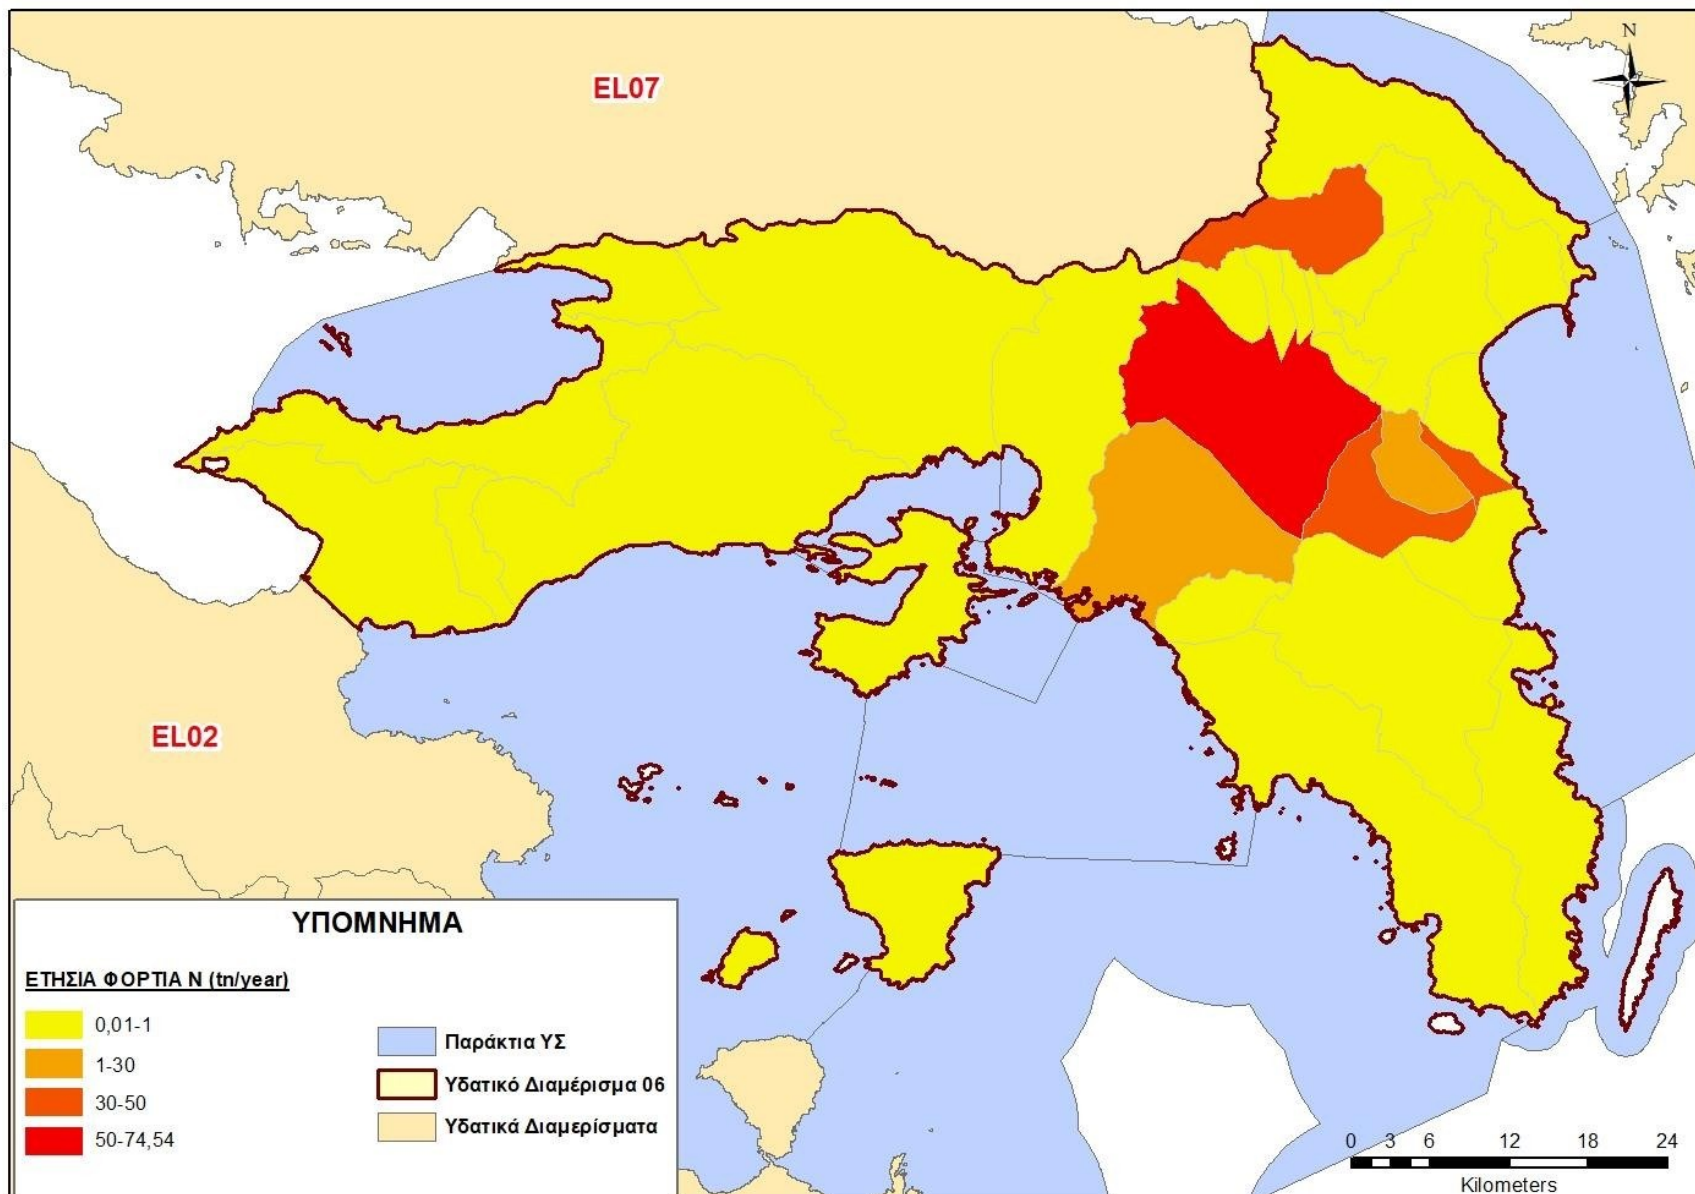 N
EL07
EL02
ΥΠΟΜΝΗΜΑ
ΕΤΗΣΙΑ ΦΟΡΤΙΑ Ν (tn/year)
0,01-1
1-30
30-50
50-74,54
Παράκτια ΥΣ
Υδατικό Διαμέρισμα 06
Υδατικά Διαμερίσματα
0 3 6 12 18 24
Kilometers